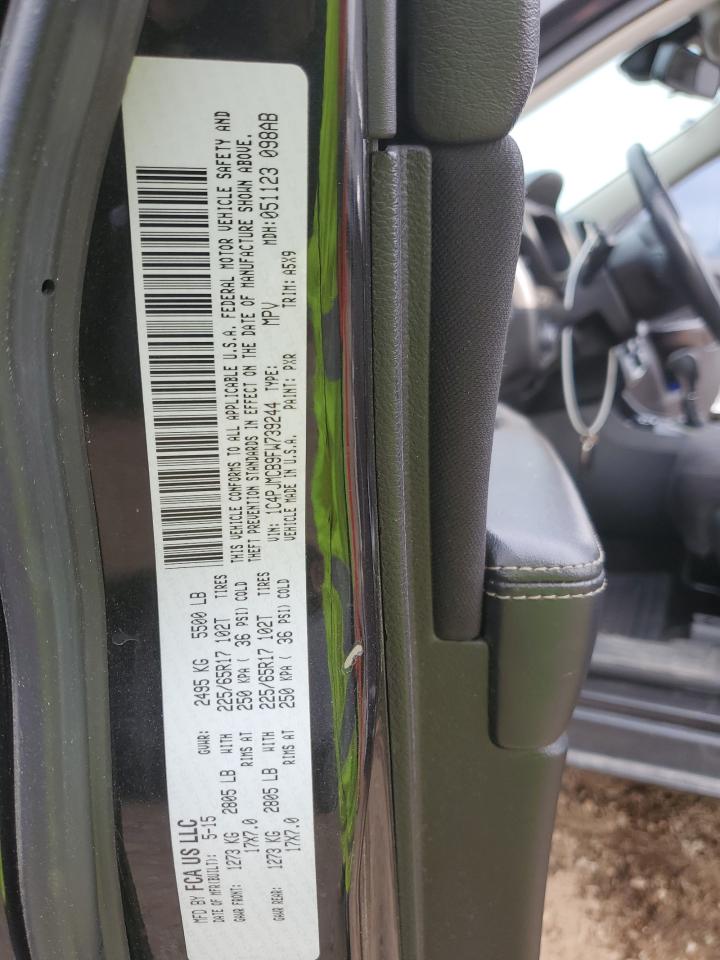 MFD BY FCA US LLC
DATE OF MFR(BUILT): 5-15 GVWR: 2495 KG 5500 LB
GAWR FRONT: 1273 KG 2805 LB WITH 225/65R17 102T TIRES
17X7.0 RIMS AT 250 KPA ( 36 PSI) COLD
GAWR REAR: 1273 KG 2805 LB WITH 225/65R17 102T TIRES
17X7.0 RIMS AT 250 KPA ( 36 PSI) COLD
THIS VEHICLE CONFORMS TO ALL APPLICABLE U.S.A. FEDERAL MOTOR VEHICLE SAFETY AND
THEFT PREVENTION STANDARDS IN EFFECT ON THE DATE OF MANUFACTURE SHOWN ABOVE.
VIN: 1C4PJMCB9FW739244 TYPE: MPV MDH:051123 098AB
VEHICLE MADE IN U.S.A. PAINT: PXR TRIM: A5X9